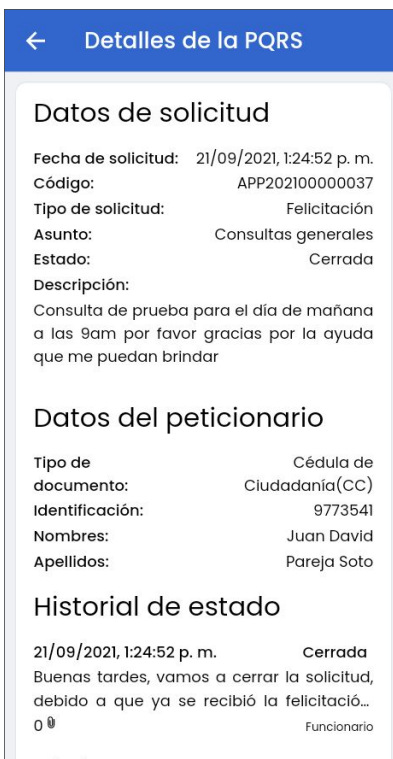 Detalles de la PQRS
Datos de solicitud
Fecha de solicitud: 21/09/2021, 1:24:52 p. m.
Código: APP202100000037
Tipo de solicitud: Felicitación
Asunto: Consultas generales
Estado: Cerrada
Descripción:
Consulta de prueba para el día de mañana
a las 9am por favor gracias por la ayuda
que me puedan brindar
Datos del peticionario
Tipo de documento: Cédula de Ciudadanía(CC)
Identificación: 9773541
Nombres: Juan David
Apellidos: Pareja Soto
Historial de estado
21/09/2021, 1:24:52 p. m. Cerrada
Buenas tardes, vamos a cerrar la solicitud,
debido a que ya se recibió la felicitació...
0 Funcionario